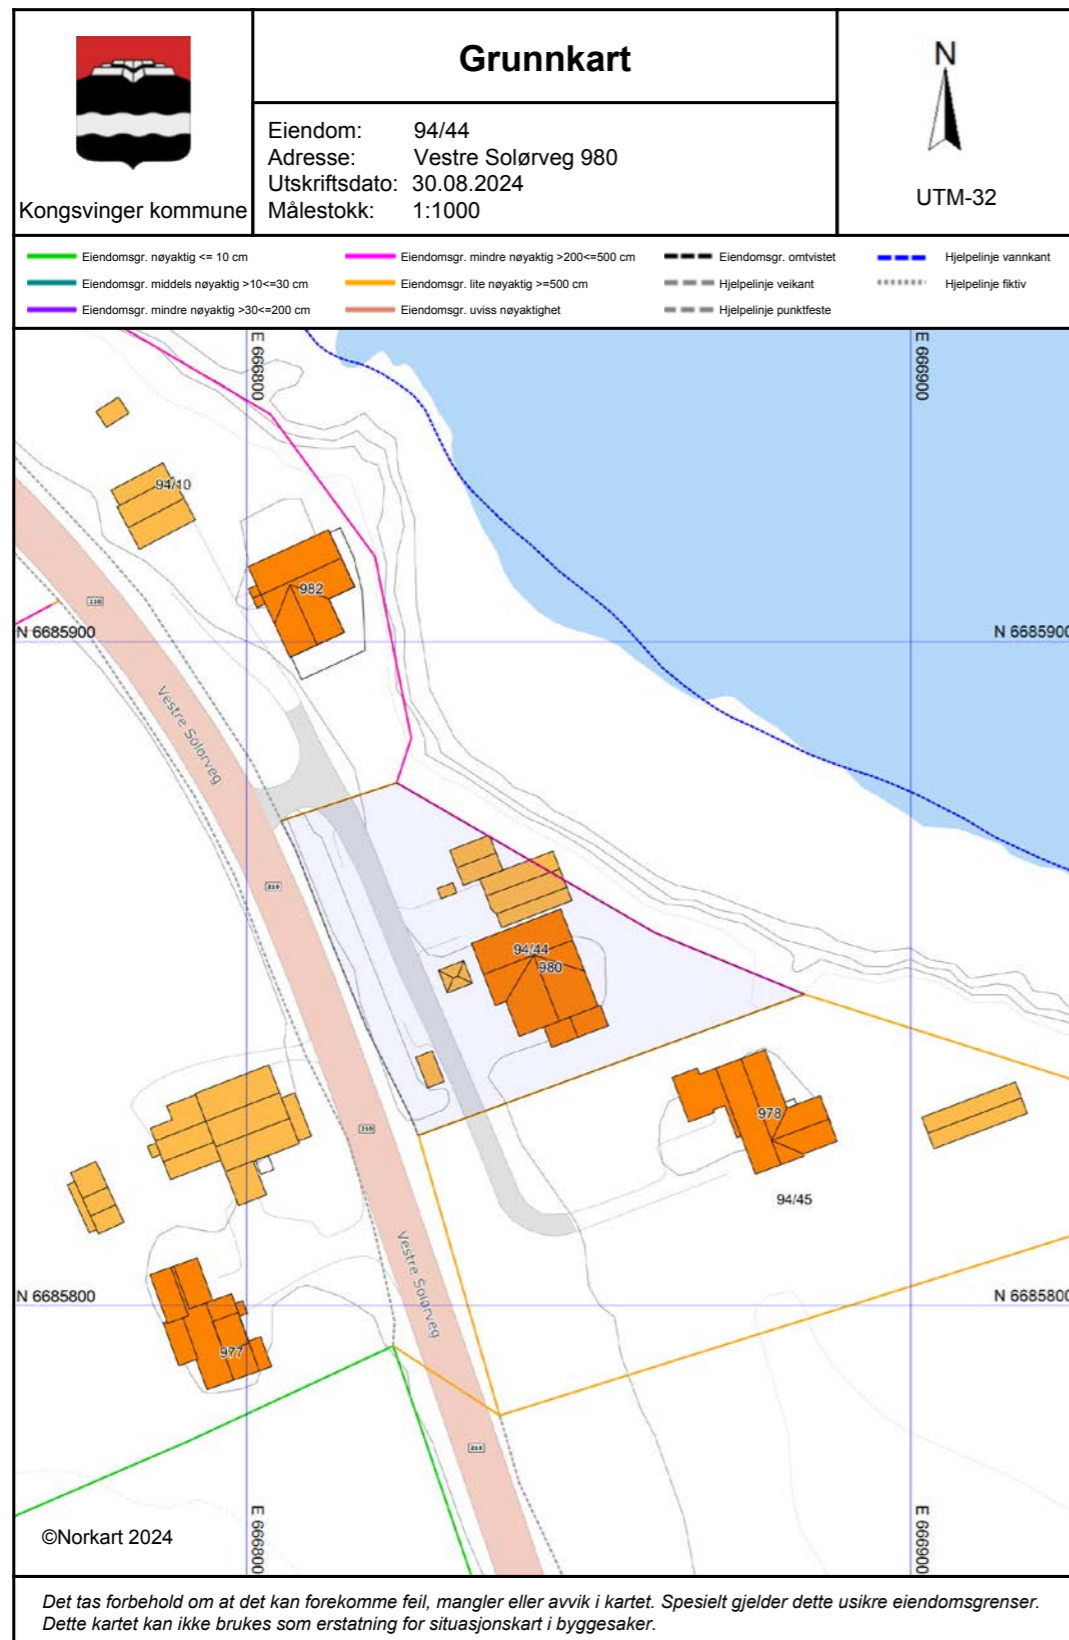 Grunnkart
N
Eiendom: 94/44
Adresse: Vestre Solørveg 980
Utskriftsdato: 30.08.2024
Målestokk: 1:1000
Kongsvinger kommune
UTM-32
Eiendomsgr. nøyaktig <= 10 cm
Eiendomsgr. middels nøyaktig >10<=30 cm
Eiendomsgr. mindre nøyaktig >30<=200 cm
Eiendomsgr. mindre nøyaktig >200<=500 cm
Eiendomsgr. lite nøyaktig >=500 cm
Eiendomsgr. uviss nøyaktighet
Eiendomsgr. omtvistet
Hjelpelinje veikant
Hjelpelinje punktfeste
Hjelpelinje vannkant
Hjelpelinje fiktiv
E 666800
E 666900
94/10
982
210
N 6685900
N 6685900
Vestre Solørveg
210
94/44
980
978
210
94/45
Vestre Solørveg
N 6685800
N 6685800
977
210
E 666800
E 666900
©Norkart 2024
Det tas forbehold om at det kan forekomme feil, mangler eller avvik i kartet. Spesielt gjelder dette usikre eiendomsgrenser.
Dette kartet kan ikke brukes som erstatning for situasjonskart i byggesaker.